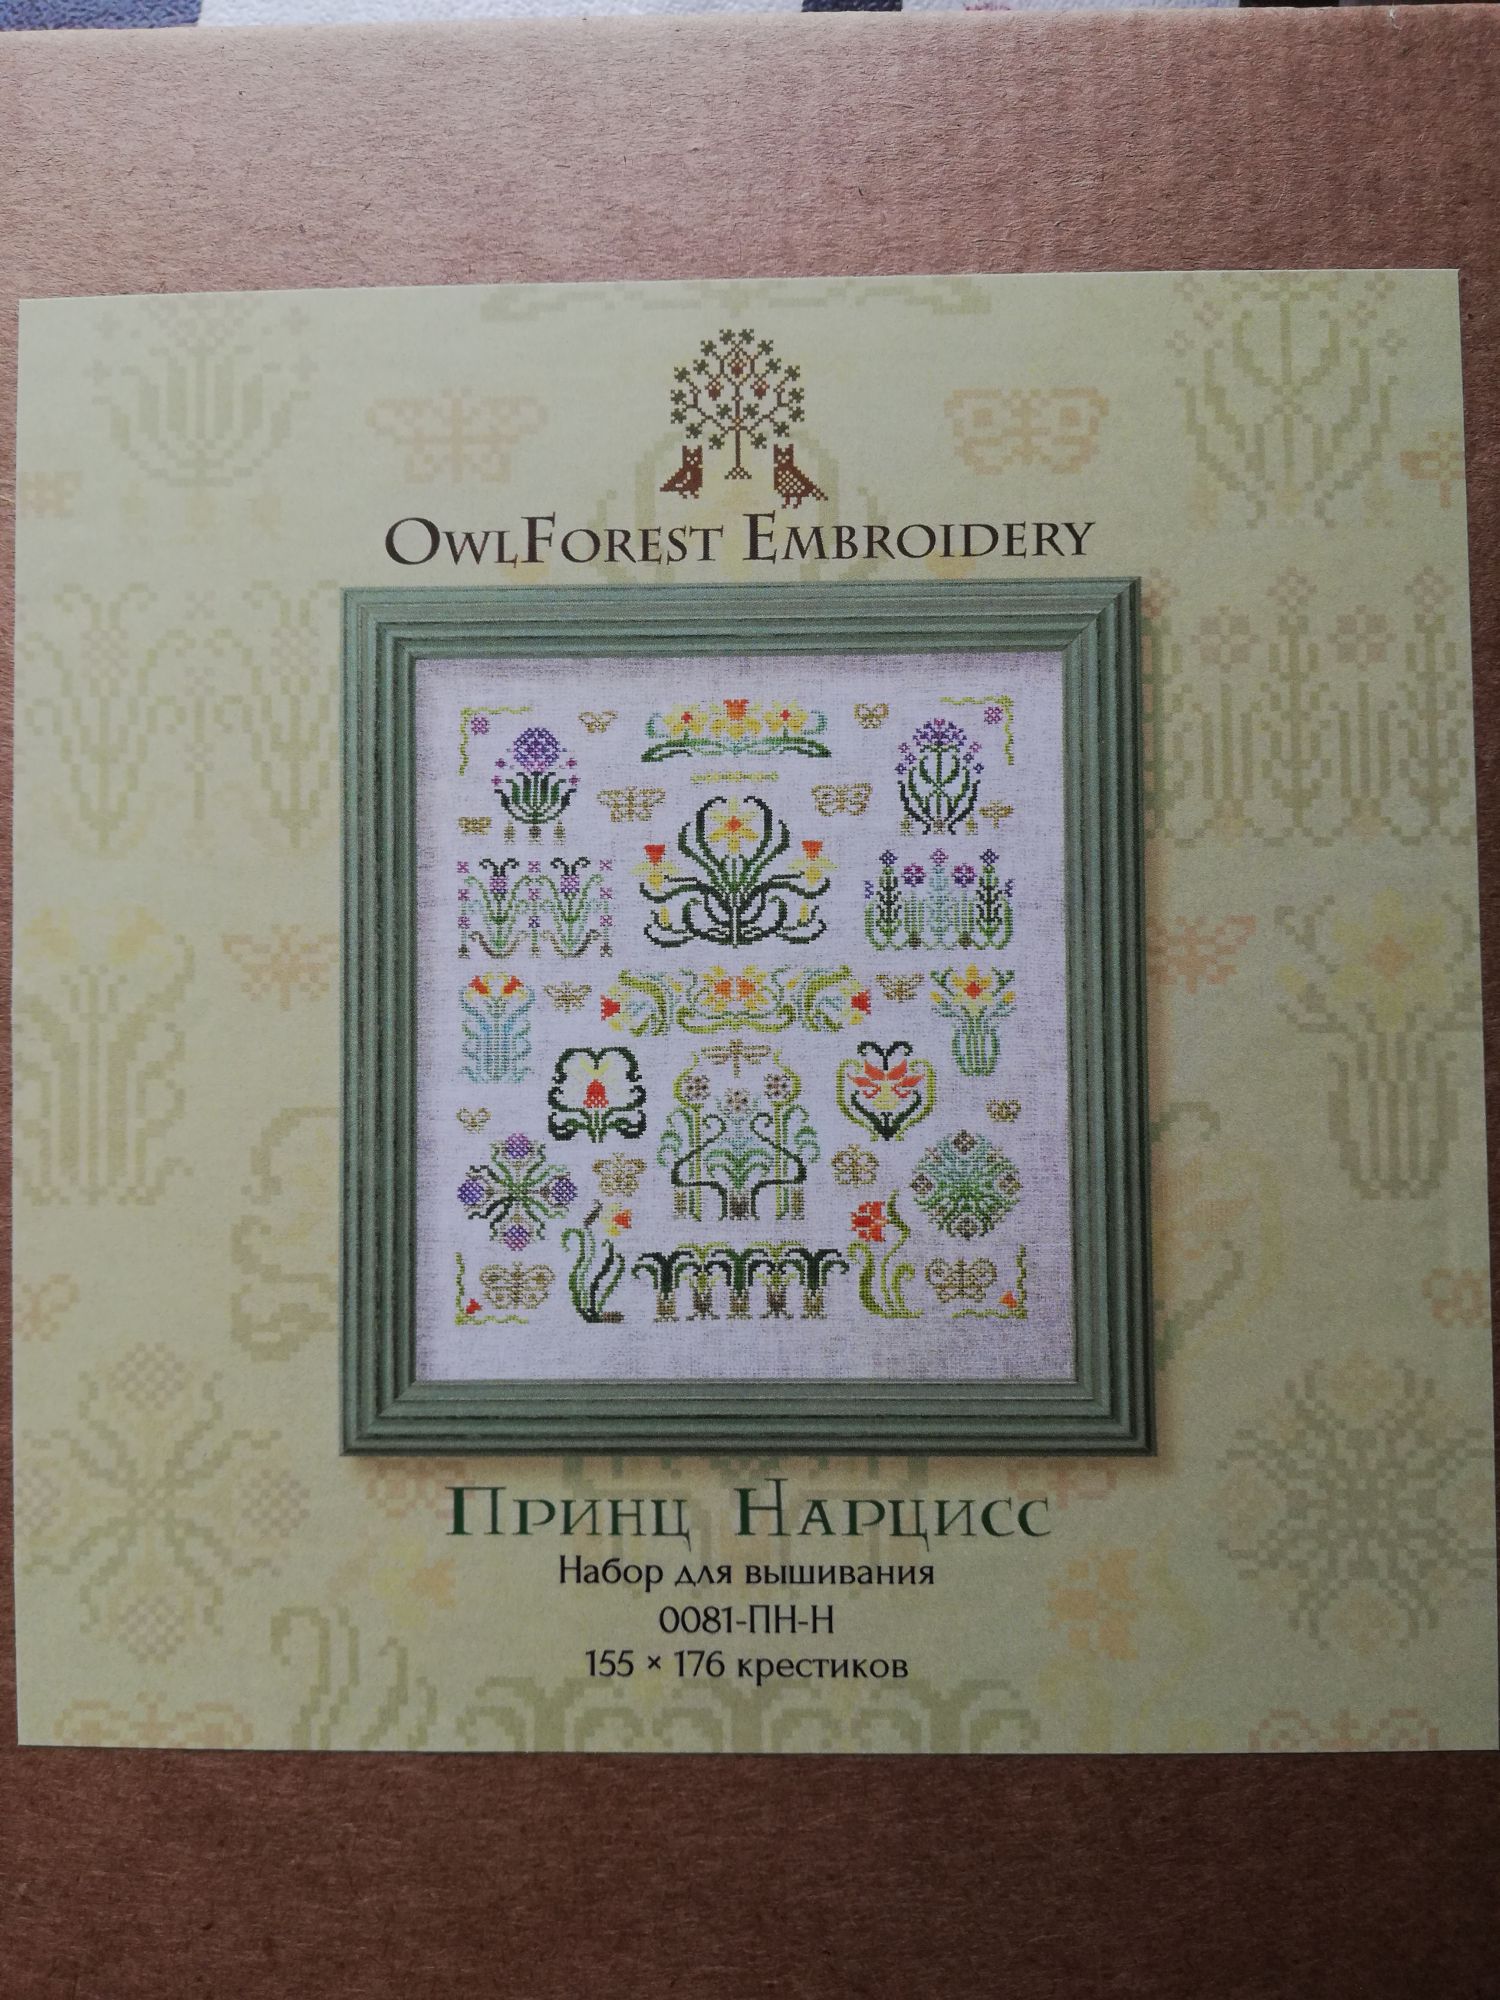 OwlForest Embroidery
Принц Нарцисс
Набор для вышивания
0081-ПН-Н
155 × 176 крестиков